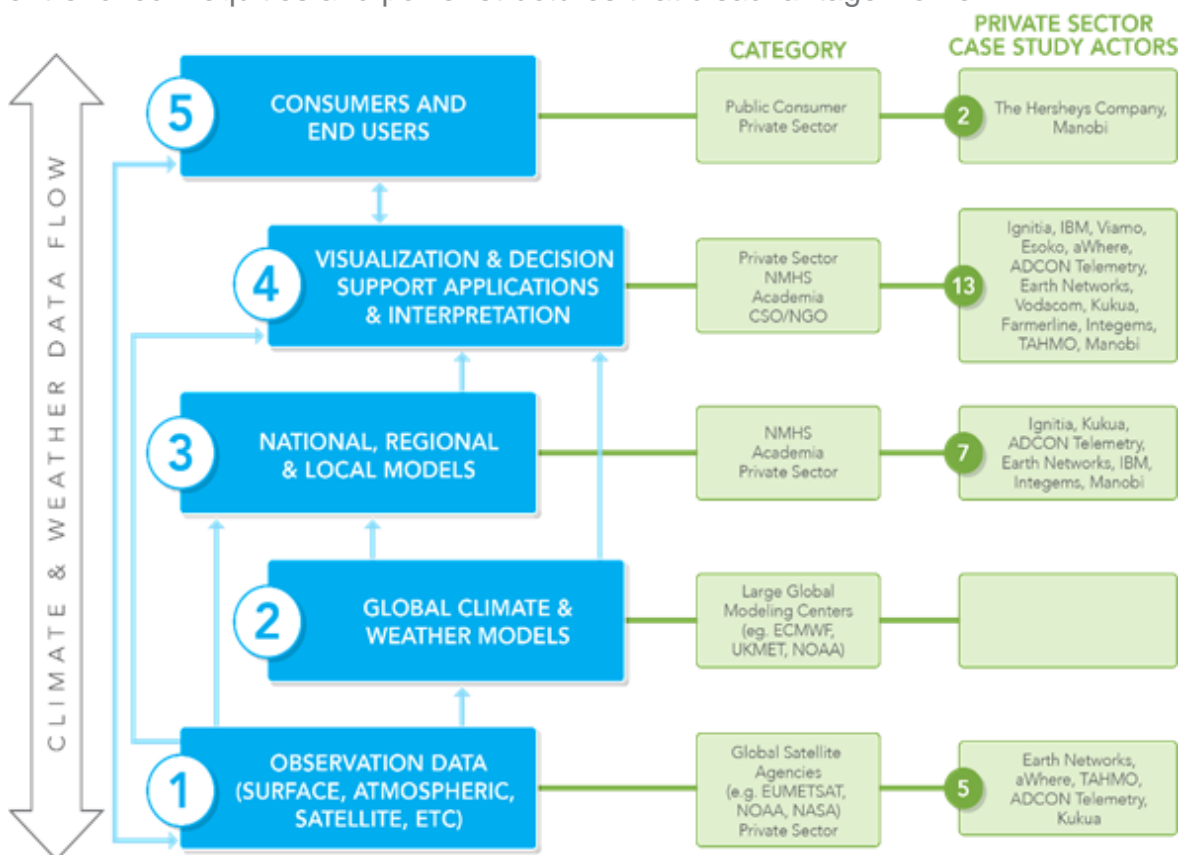 PRIVATE SECTOR
CATEGORY
CASE STUDY ACTORS
CLIMATE & WEATHER DATA FLOW
5
CONSUMERS AND
END USERS
Public Consumer
Private Sector
2
The Hersheys Company,
Manobi
4
VISUALIZATION & DECISION
SUPPORT APPLICATIONS
& INTERPRETATION
Private Sector
NMHS
Academia
CSO/NGO
13
Ignitia, IBM, Viamo,
Esoko, aWhere,
ADCON Telemetry,
Earth Networks,
Vodacom, Kukua,
Farmerline, Integems,
TAHMO, Manobi
3
NATIONAL, REGIONAL
& LOCAL MODELS
NMHS
Academia
Private Sector
7
Ignitia, Kukua,
ADCON Telemetry,
Earth Networks, IBM,
Integems, Manobi
2
GLOBAL CLIMATE &
WEATHER MODELS
Large Global
Modeling Centers
(eg. ECMWF,
UKMET, NOAA)
1
OBSERVATION DATA
(SURFACE, ATMOSPHERIC,
SATELLITE, ETC)
Global Satellite
Agencies
(e.g. EUMETSAT,
NOAA, NASA)
Private Sector
5
Earth Networks,
aWhere, TAHMO,
ADCON Telemetry,
Kukua